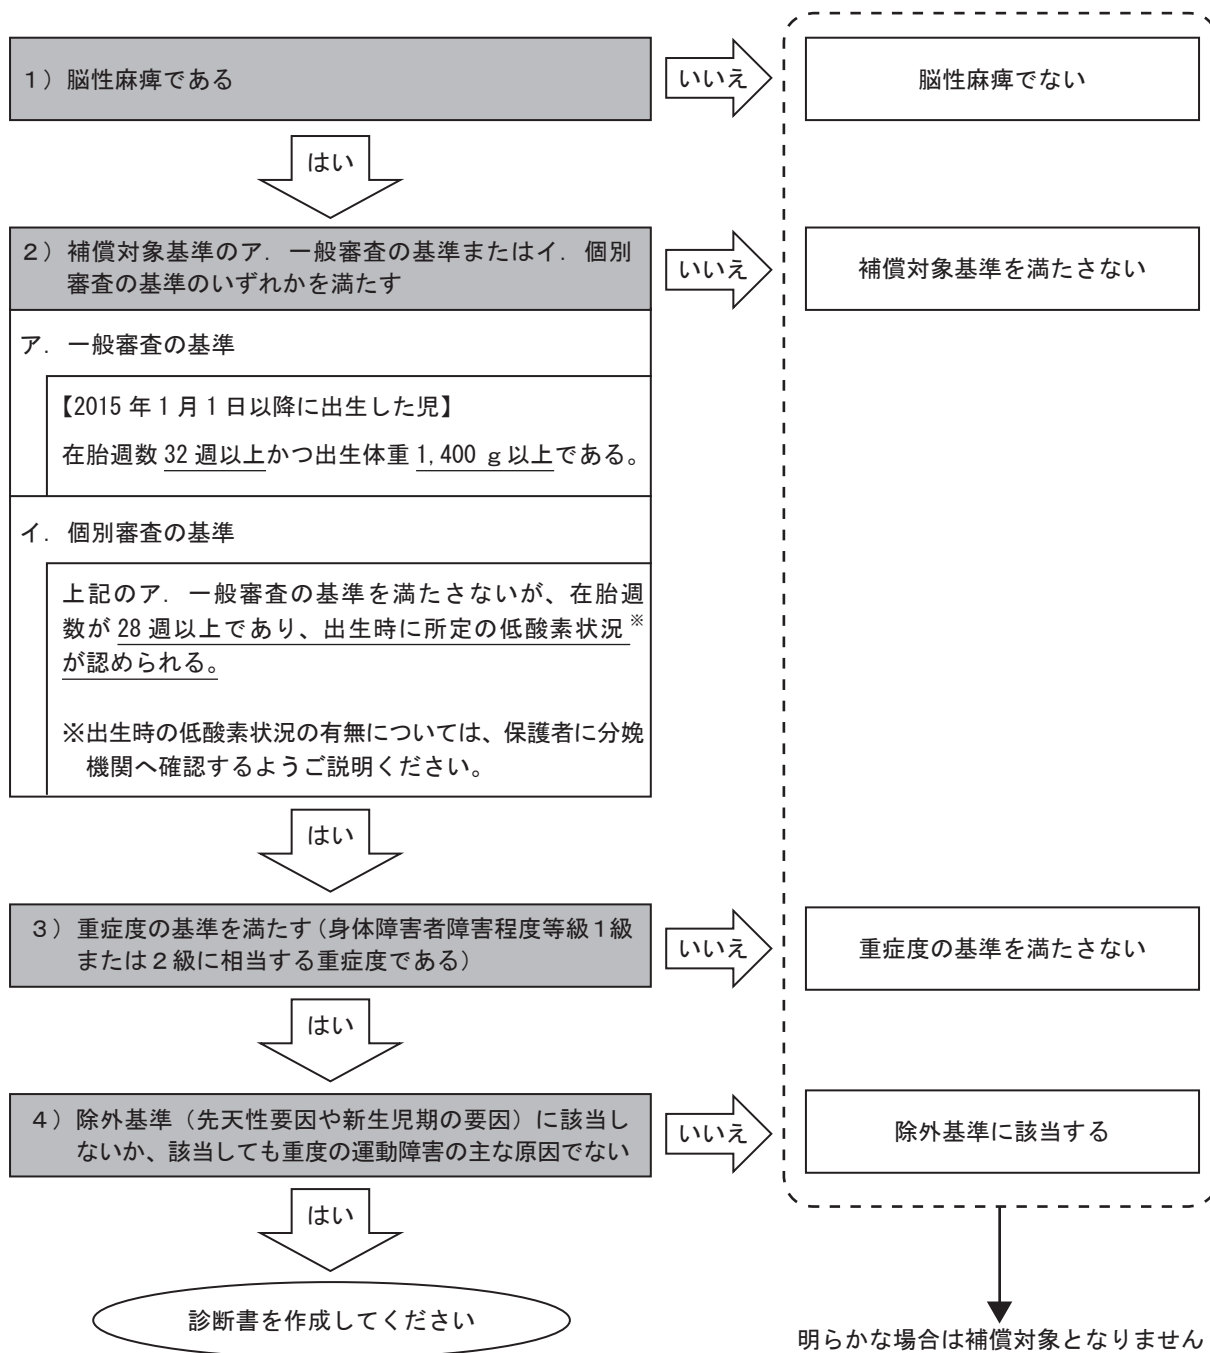 1）脳性麻痺である
いいえ
脳性麻痺でない
はい
2）補償対象基準のア．一般審査の基準またはイ．個別
審査の基準のいずれかを満たす
いいえ
補償対象基準を満たさない
ア．一般審査の基準
【2015年1月1日以降に出生した児】
在胎週数 32週以上かつ出生体重 1,400 ｇ以上である。
イ．個別審査の基準
上記のア．一般審査の基準を満たさないが、在胎週
数が 28週以上であり、出生時に所定の低酸素状況※
が認められる。
※出生時の低酸素状況の有無については、保護者に分娩
機関へ確認するようご説明ください。
はい
3）重症度の基準を満たす（身体障害者障害程度等級1級
または2級に相当する重症度である）
いいえ
重症度の基準を満たさない
はい
4）除外基準（先天性要因や新生児期の要因）に該当し
ないか、該当しても重度の運動障害の主な原因でない
いいえ
除外基準に該当する
はい
診断書を作成してください
明らかな場合は補償対象となりません